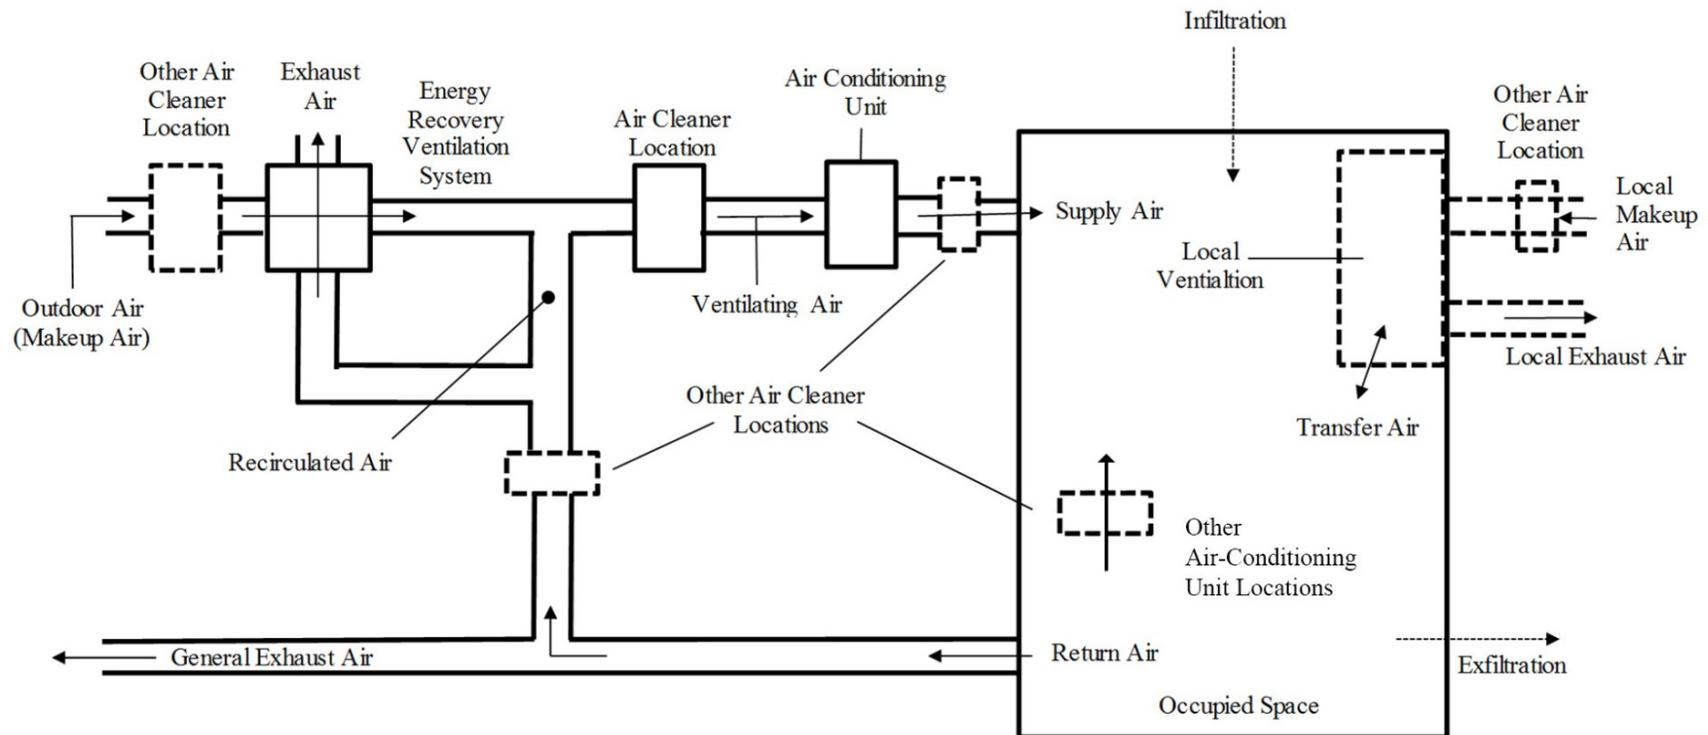 Infiltration
Other Air
Cleaner
Location
Exhaust
Air
Energy
Recovery
Ventilation
System
Air Cleaner
Location
Air Conditioning
Unit
Other Air
Cleaner
Location
Local
Makeup
Air
Supply Air
Local
Ventialtion
Outdoor Air
(Makeup Air)
Ventilating Air
Local Exhaust Air
Other Air Cleaner
Locations
Transfer Air
Recirculated Air
Other
Air-Conditioning
Unit Locations
General Exhaust Air
Return Air
Exfiltration
Occupied Space